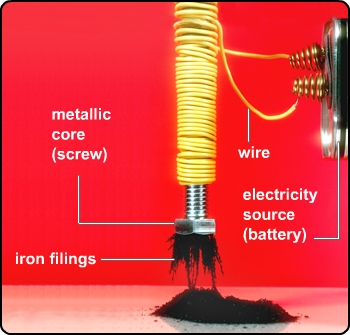 metallic
core
(screw)
wire
electricity
source
(battery)
iron filings